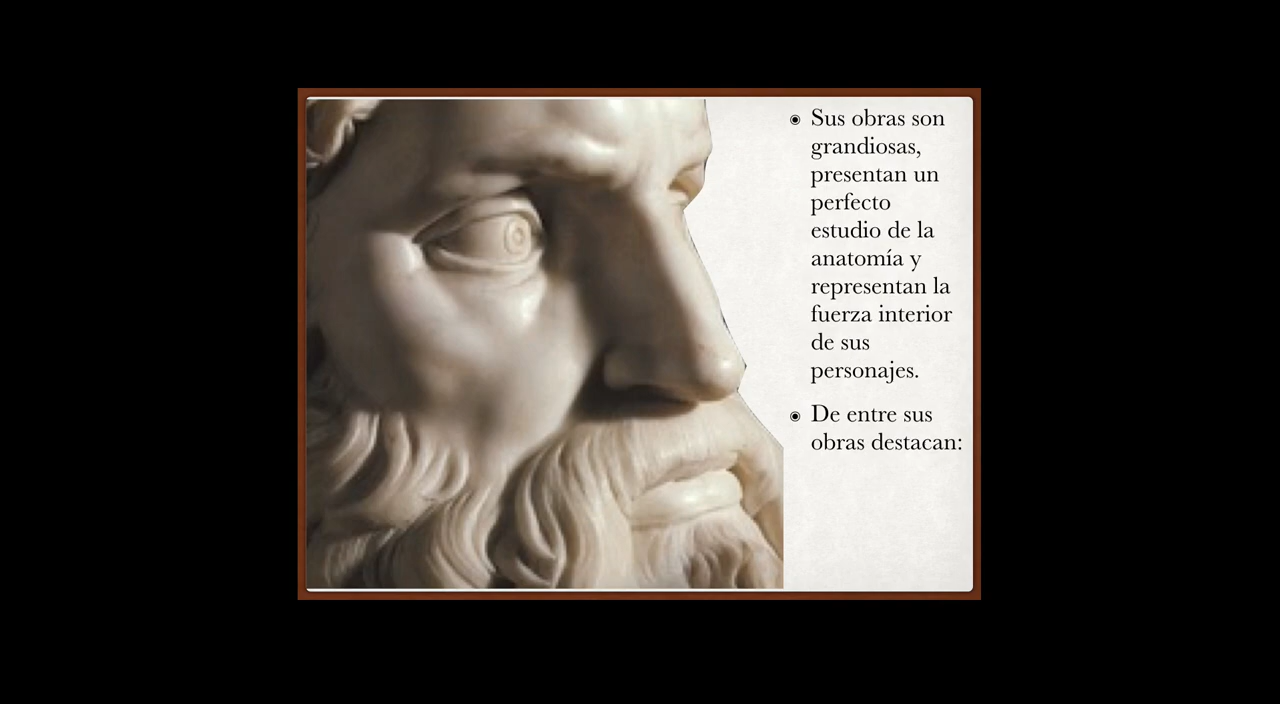 Sus obras son
grandiosas,
presentan un
perfecto
estudio de la
anatomía y
representan la
fuerza interior
de sus
personajes.
De entre sus
obras destacan: